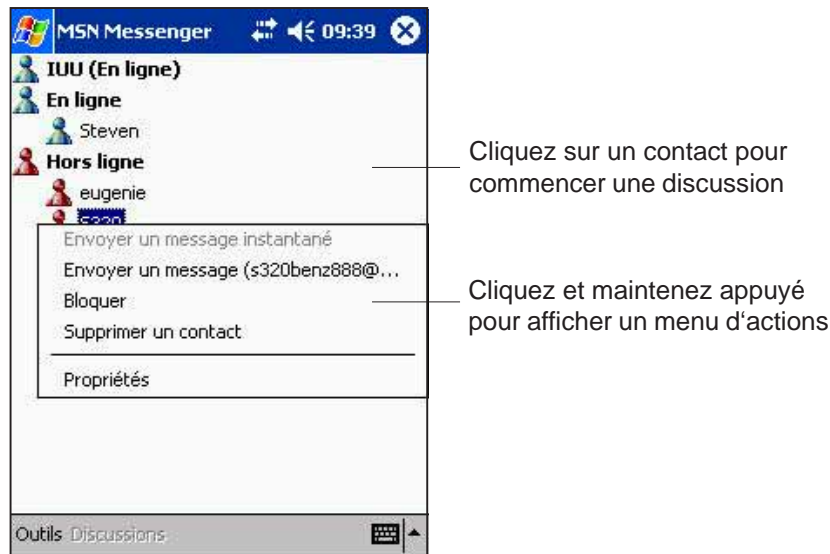 MSN Messenger 09:39
IUU (En ligne)
En ligne
Steven
Hors ligne
eugenie
s320
Envoyer un message instantané
Envoyer un message (s320benz888@...
Bloquer
Supprimer un contact
Propriétés
Outils Discussions
Cliquez sur un contact pour
commencer une discussion
Cliquez et maintenez appuyé
pour afficher un menu d‘actions